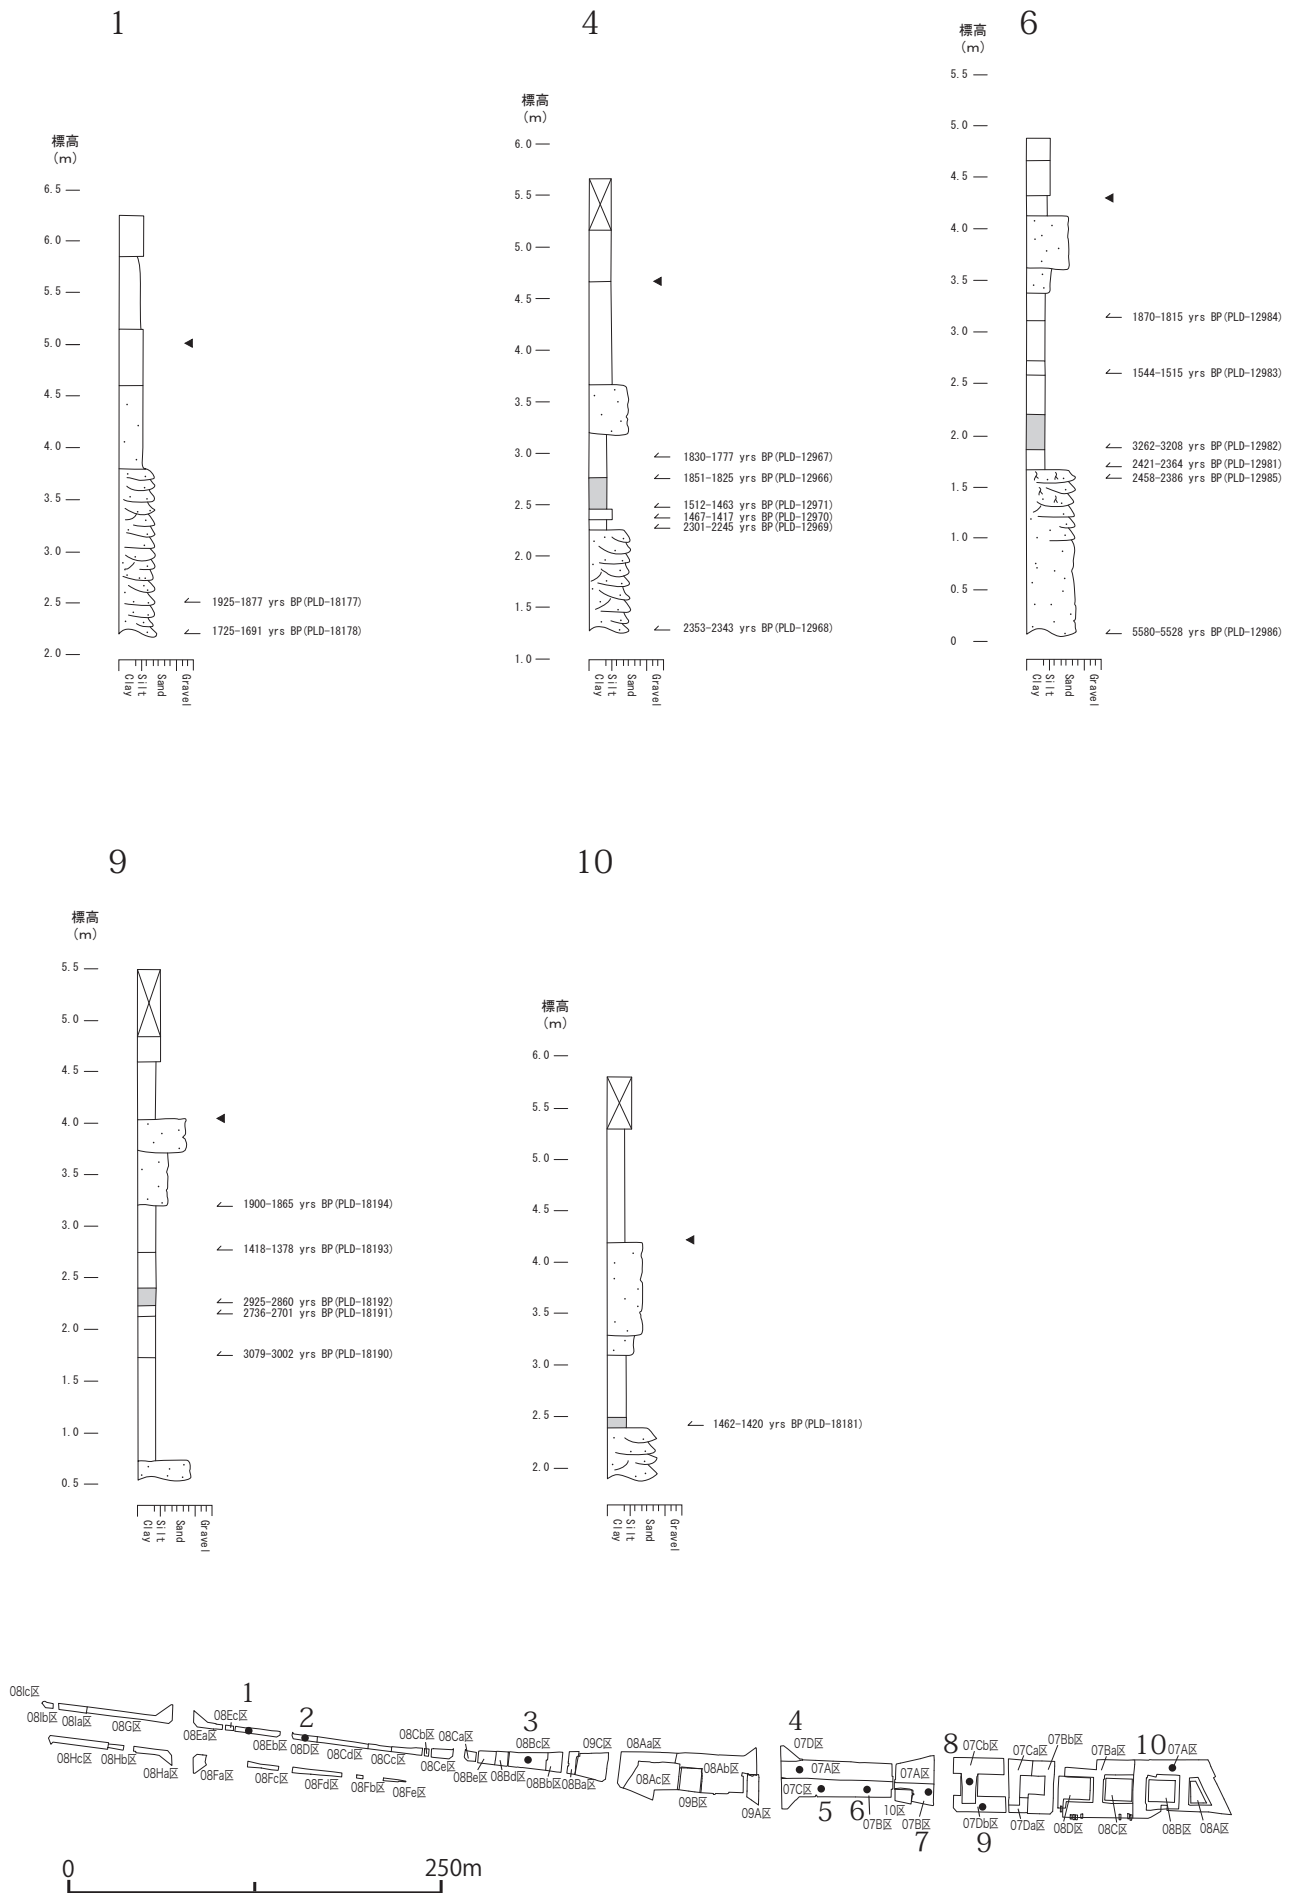 1
標高
(m)
6.5
6.0
5.5
5.0
4.5
4.0
3.5
3.0
2.5
2.0
1925-1877 yrs BP(PLD-18177)
1725-1691 yrs BP(PLD-18178)
Clay
Silt
Sand
Gravel
4
標高
(m)
6.0
5.5
5.0
4.5
4.0
3.5
3.0
2.5
2.0
1.5
1.0
1830-1777 yrs BP(PLD-12967)
1851-1825 yrs BP(PLD-12966)
1512-1463 yrs BP(PLD-12971)
1467-1417 yrs BP(PLD-12970)
2301-2245 yrs BP(PLD-12969)
2353-2343 yrs BP(PLD-12968)
Clay
Silt
Sand
Gravel
6
標高
(m)
5.5
5.0
4.5
4.0
3.5
3.0
2.5
2.0
1.5
1.0
0.5
0
1870-1815 yrs BP(PLD-12984)
1544-1515 yrs BP(PLD-12983)
3262-3208 yrs BP(PLD-12982)
2421-2364 yrs BP(PLD-12981)
2458-2386 yrs BP(PLD-12985)
5580-5528 yrs BP(PLD-12986)
Clay
Silt
Sand
Gravel
9
標高
(m)
5.5
5.0
4.5
4.0
3.5
3.0
2.5
2.0
1.5
1.0
0.5
1900-1865 yrs BP(PLD-18194)
1418-1378 yrs BP(PLD-18193)
2925-2860 yrs BP(PLD-18192)
2736-2701 yrs BP(PLD-18191)
3079-3002 yrs BP(PLD-18190)
Clay
Silt
Sand
Gravel
10
標高
(m)
6.0
5.5
5.0
4.5
4.0
3.5
3.0
2.5
2.0
1462-1420 yrs BP(PLD-18181)
Clay
Silt
Sand
Gravel
08Ic区
08Ib区
08Ia区
08G区
08Hc区
08Hb区
08Ha区
08Ea区
08Ec区
1
08Eb区
08Fa区
08Fc区
2
08D区
08Cd区
08Cc区
08Fd区
08Fb区
08Fe区
08Cb区
08Ce区
08Ca区
08Be区
08Bd区
3
08Bc区
08Bb区
08Ba区
09C区
08Aa区
08Ac区
08Ab区
09B区
09A区
4
07D区
07A区
07C区
5
6
07B区
10区
07A区
07B区
7
8
07Cb区
07Db区
9
07Ca区
07Bb区
07Da区
07Ba区
08D区
08C区
10
07A区
08B区
08A区
0
250m